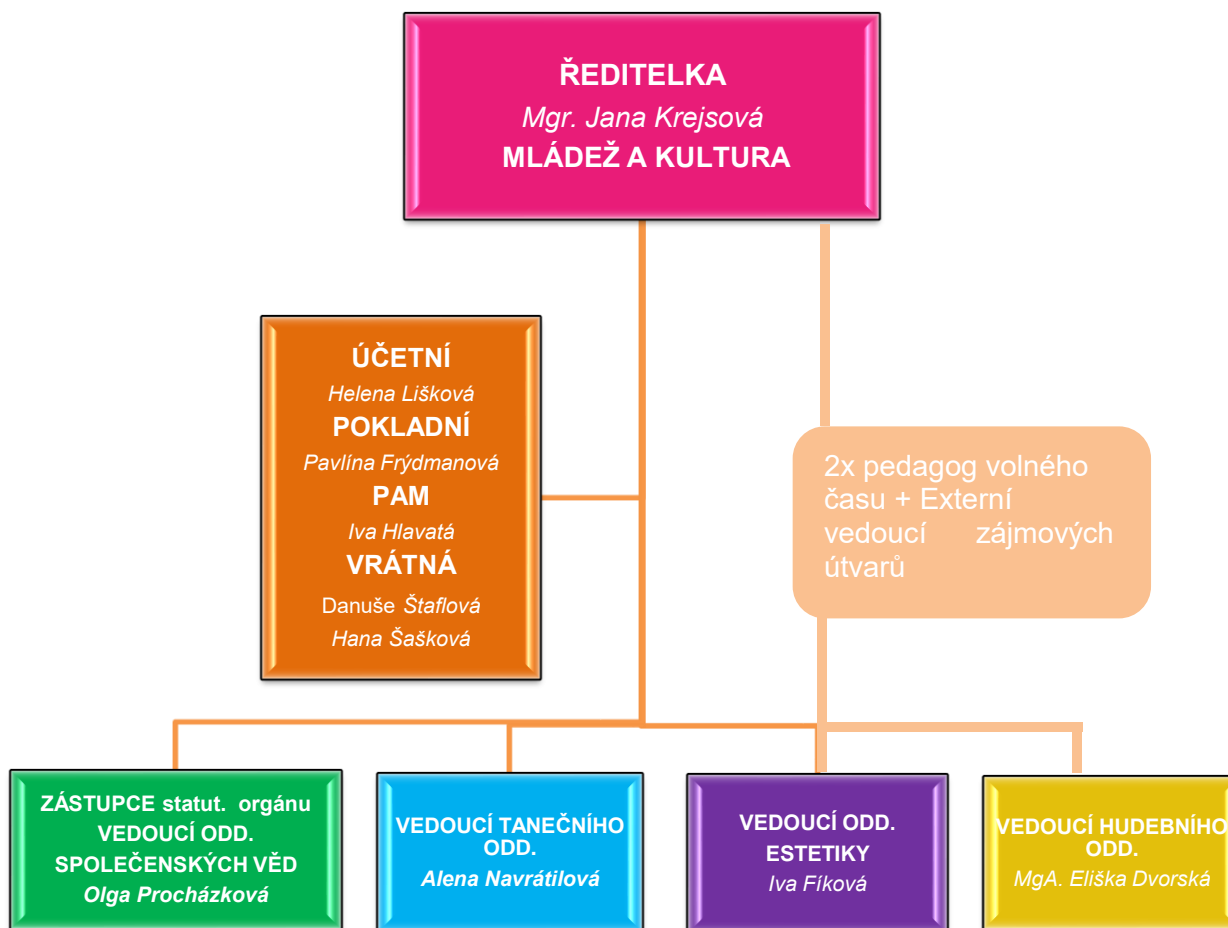 ŘEDITELKA
Mgr. Jana Krejsová
MLÁDEŽ A KULTURA
ÚČETNÍ
Helena Lišková
POKLADNÍ
Pavlína Frýdmanová
PAM
Iva Hlavatá
VRÁTNÁ
Danuše Štaflová
Hana Šašková
2x pedagog volného
času + Externí
vedoucí zájmových
útvarů
ZÁSTUPCE statut. orgánu
VEDOUCÍ ODD.
SPOLEČENSKÝCH VĚD
Olga Procházková
VEDOUCÍ TANEČNÍHO
ODD.
Alena Navrátilová
VEDOUCÍ ODD.
ESTETIKY
Iva Fíková
VEDOUCÍ HUDEBNÍHO
ODD.
MgA. Eliška Dvorská